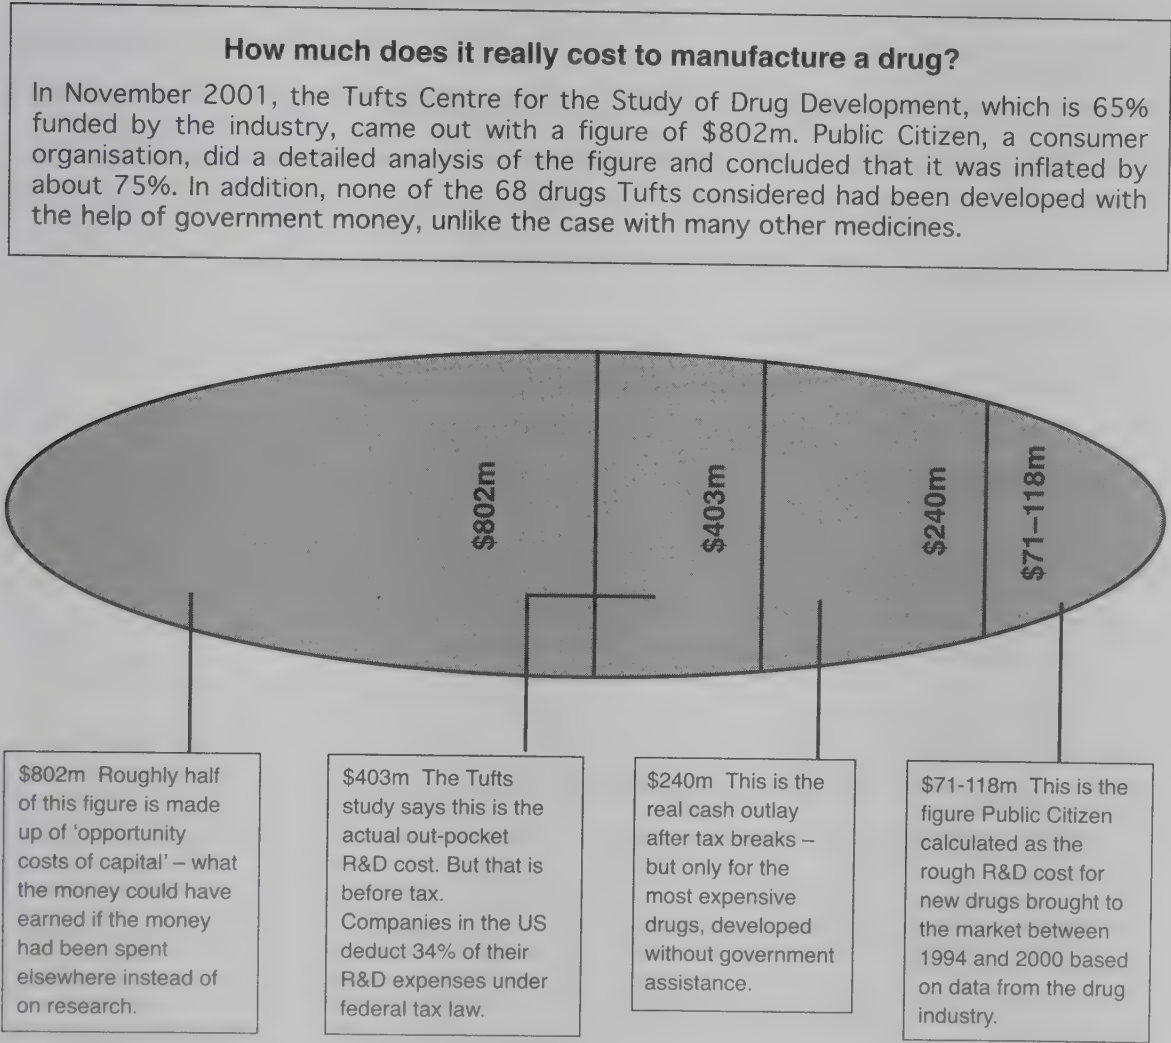 How much does it really cost to manufacture a drug?
In November 2001, the Tufts Centre for the Study of Drug Development, which is 65%
funded by the industry, came out with a figure of $802m. Public Citizen, a consumer
organisation, did a detailed analysis of the figure and concluded that it was inflated by
about 75%. In addition, none of the 68 drugs Tufts considered had been developed with
the help of government money, unlike the case with many other medicines.
$802m
$403m
$240m
$71–118m
$802m Roughly half
of this figure is made
up of ‘opportunity
costs of capital’ – what
the money could have
earned if the money
had been spent
elsewhere instead of
on research.
$403m The Tufts
study says this is the
actual out-pocket
R&D cost. But that is
before tax.
Companies in the US
deduct 34% of their
R&D expenses under
federal tax law.
$240m This is the
real cash outlay
after tax breaks –
but only for the
most expensive
drugs, developed
without government
assistance.
$71-118m This is the
figure Public Citizen
calculated as the
rough R&D cost for
new drugs brought to
the market between
1994 and 2000 based
on data from the drug
industry.